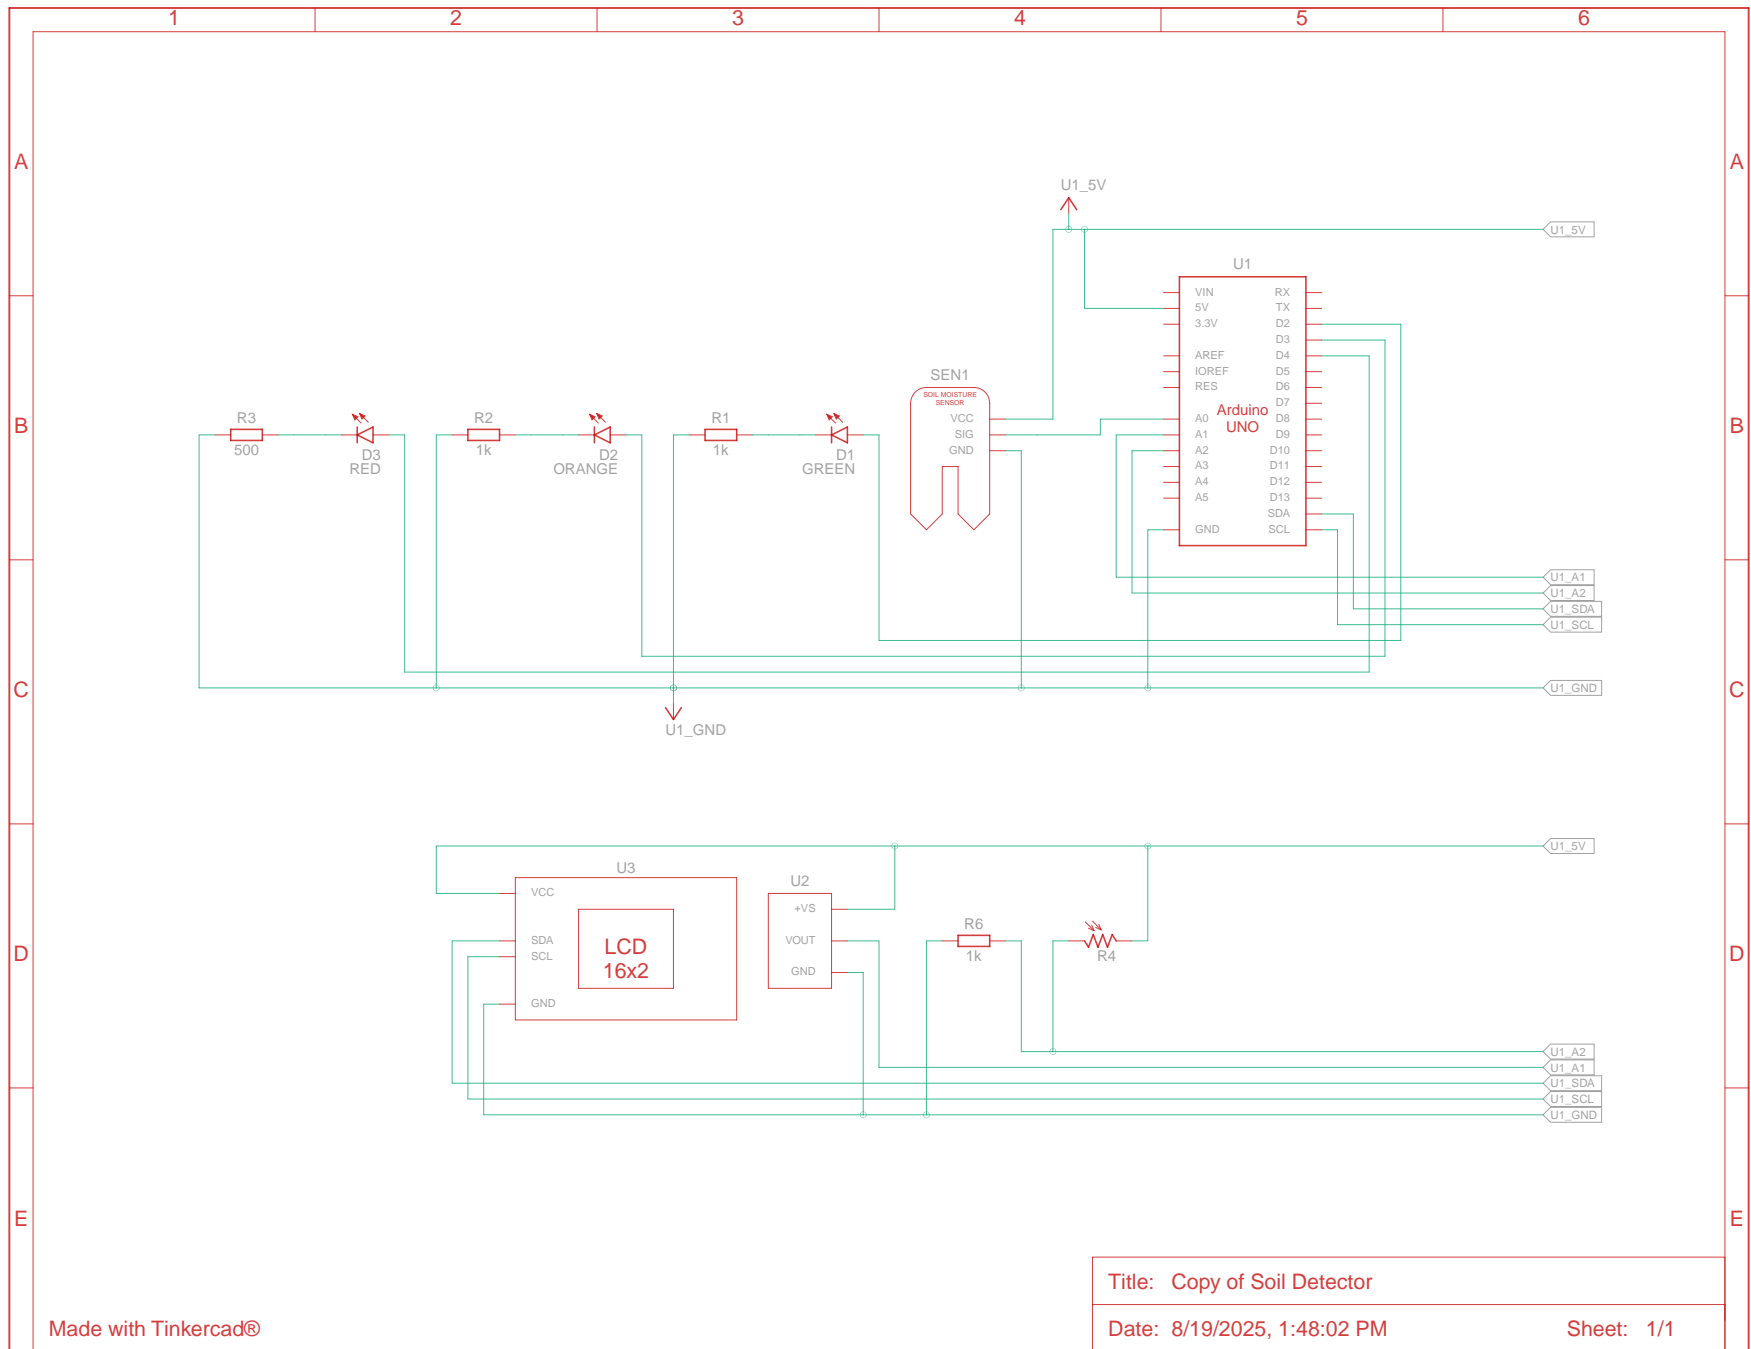 1 2 3 4 5 6
A A
U1_5V
U1_5V
U1
VIN RX
5V TX
3.3V D2
D3
AREF D4
IOREF D5
RES D6
D7
A0 D8
A1 D9
A2 D10
A3 D11
A4 D12
A5 D13
SDA
GND SCL
Arduino
UNO
SEN1
SOIL MOISTURE
SENSOR
VCC
SIG
GND
B B
R3
500
D3
RED
R2
1k
D2
ORANGE
R1
1k
D1
GREEN
U1_A1
U1_A2
U1_SDA
U1_SCL
C C
U1_GND
U1_GND
U1_5V
U3
VCC
SDA
SCL
GND
LCD
16x2
U2
+VS
VOUT
GND
R6
1k
R4
D D
U1_A2
U1_A1
U1_SDA
U1_SCL
U1_GND
E E
Title: Copy of Soil Detector
Made with Tinkercad®
Date: 8/19/2025, 1:48:02 PM Sheet: 1/1